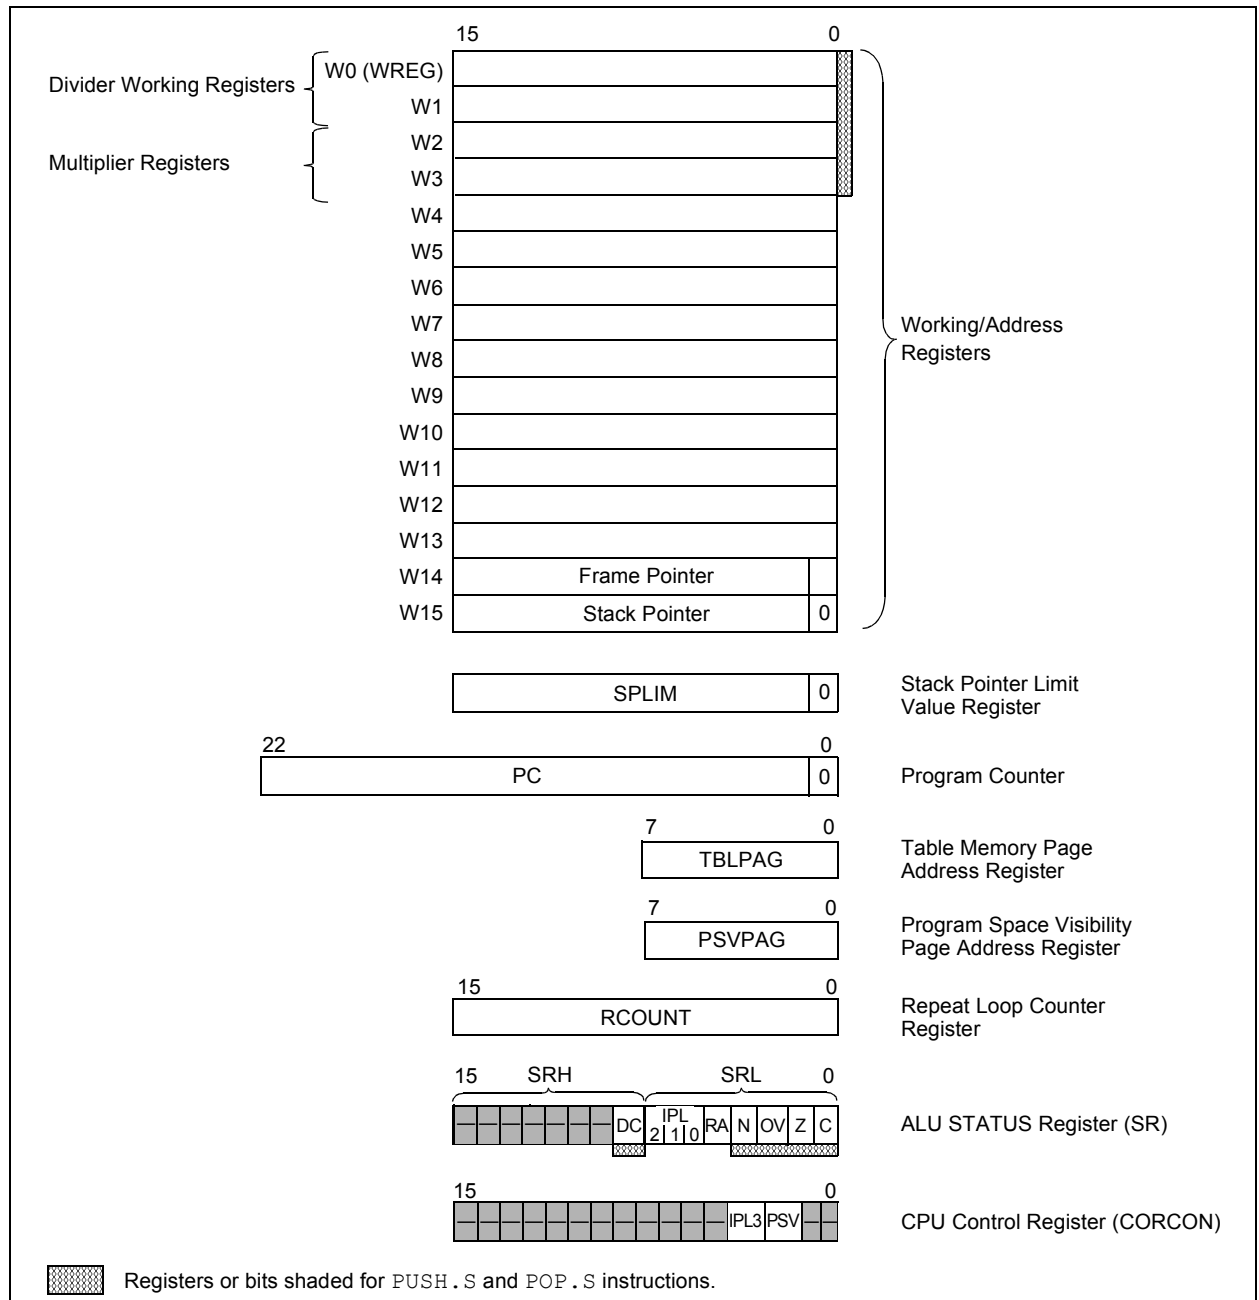 15 0
W0 (WREG)
Divider Working Registers
W1
W2
Multiplier Registers
W3
W4
W5
W6
W7
Working/Address
Registers
W8
W9
W10
W11
W12
W13
W14 Frame Pointer
W15 Stack Pointer 0
SPLIM 0
Stack Pointer Limit
Value Register
22 0
PC 0 Program Counter
7 0
TBLPAG
Table Memory Page
Address Register
7 0
PSVPAG
Program Space Visibility
Page Address Register
15 0
RCOUNT
Repeat Loop Counter
Register
15 SRH SRL 0
— — — — — — — DC IPL 2 1 0 RA N OV Z C ALU STATUS Register (SR)
15 0
— — — — — — — — — — — — IPL3 PSV — — CPU Control Register (CORCON)
Registers or bits shaded for PUSH.S and POP.S instructions.